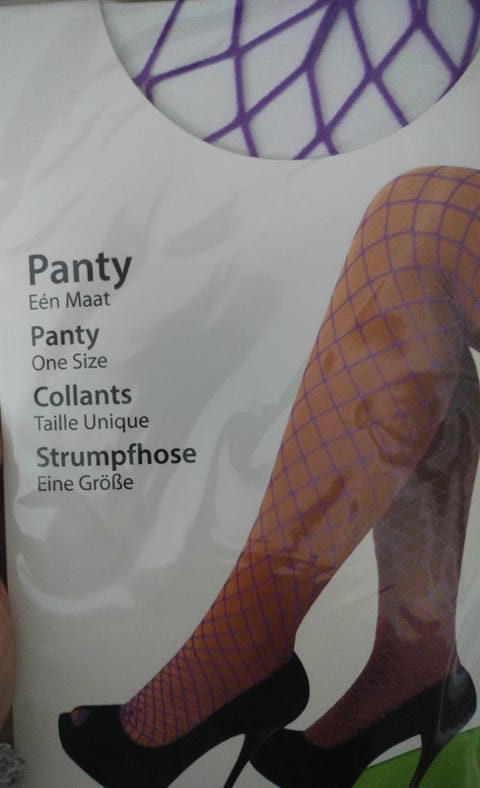 Panty
Eén Maat
Panty
One Size
Collants
Taille Unique
Strumpfhose
Eine Größe